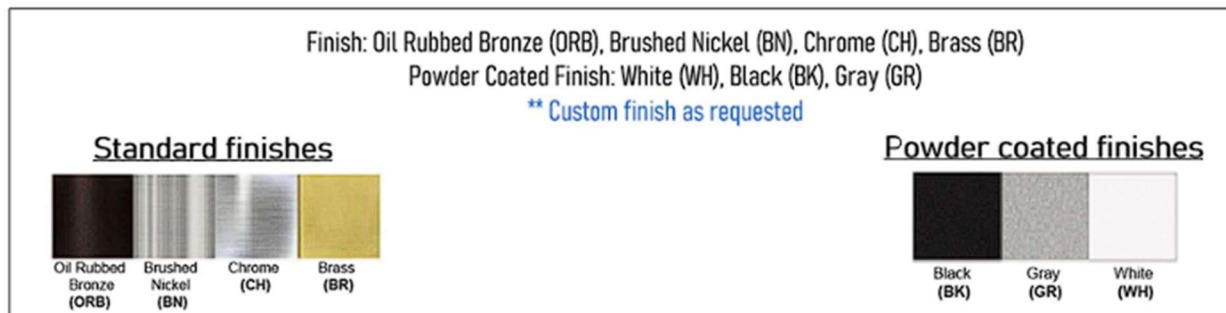 Finish: Oil Rubbed Bronze (ORB), Brushed Nickel (BN), Chrome (CH), Brass (BR)
Powder Coated Finish: White (WH), Black (BK), Gray (GR)
** Custom finish as requested
Standard finishes
Oil Rubbed
Bronze
(ORB)
Brushed
Nickel
(BN)
Chrome
(CH)
Brass
(BR)
Powder coated finishes
Black
(BK)
Gray
(GR)
White
(WH)